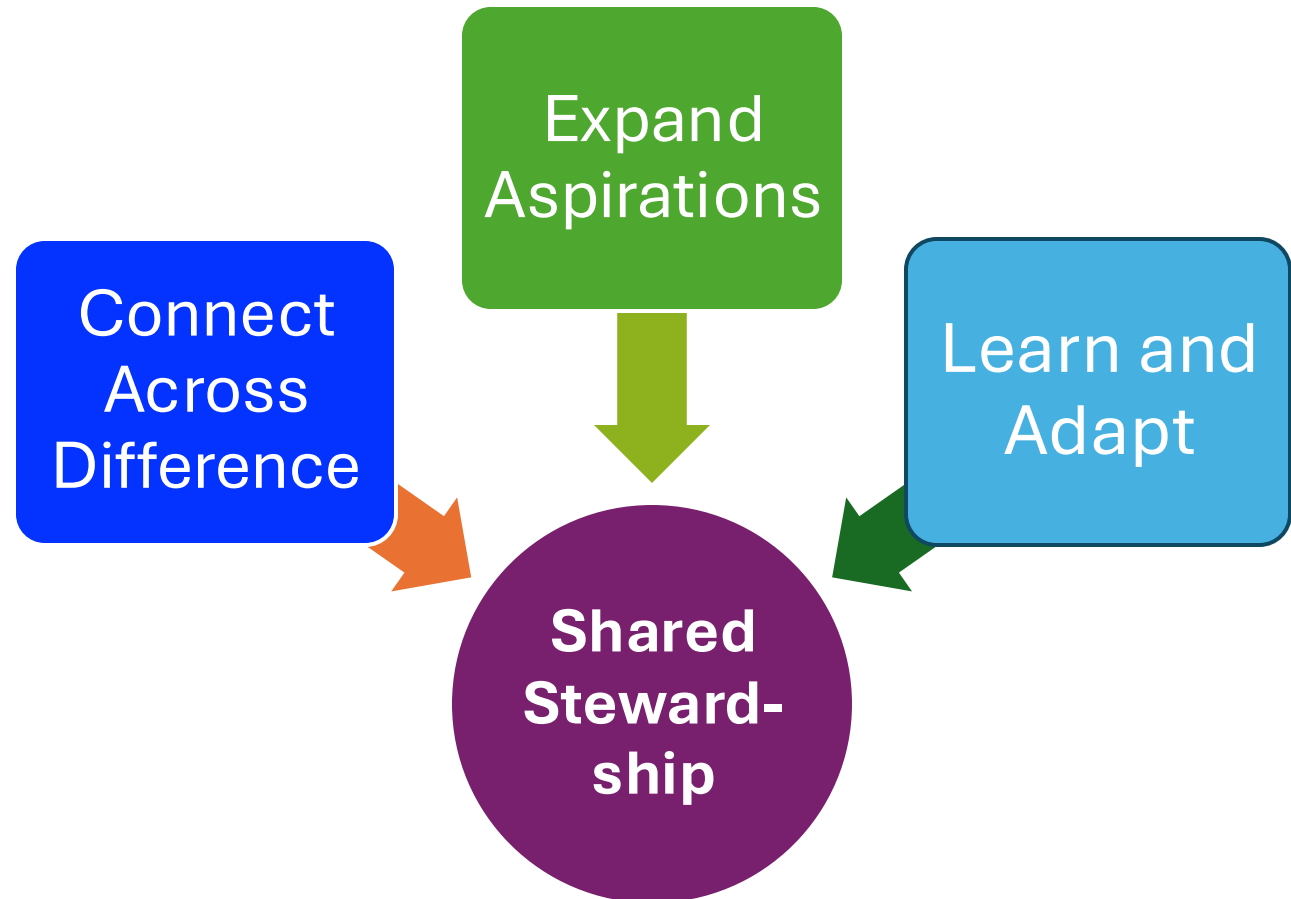 Expand
Aspirations
Connect
Across
Difference
Learn and
Adapt
Shared
Steward-
ship